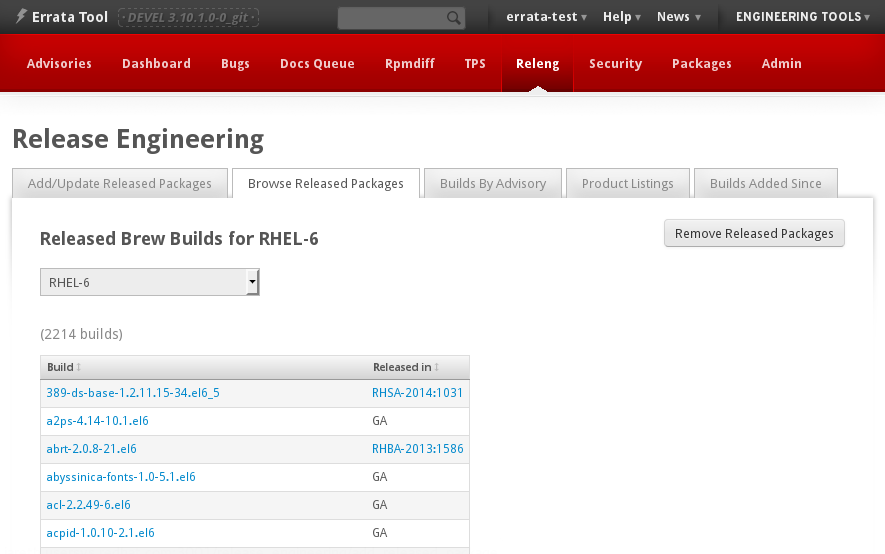 Errata Tool · DEVEL 3.10.1.0-0_git · errata-test ▾ Help ▾ News ▾ ENGINEERING TOOLS ▾
Advisories Dashboard Bugs Docs Queue Rpmdiff TPS Releng Security Packages Admin
Release Engineering
Add/Update Released Packages Browse Released Packages Builds By Advisory Product Listings Builds Added Since
Released Brew Builds for RHEL-6 Remove Released Packages
RHEL-6
(2214 builds)
Build Released in
389-ds-base-1.2.11.15-34.el6_5 RHSA-2014:1031
a2ps-4.14-10.1.el6 GA
abrt-2.0.8-21.el6 RHBA-2013:1586
abyssinica-fonts-1.0-5.1.el6 GA
acl-2.2.49-6.el6 GA
acpid-1.0.10-2.1.el6 GA